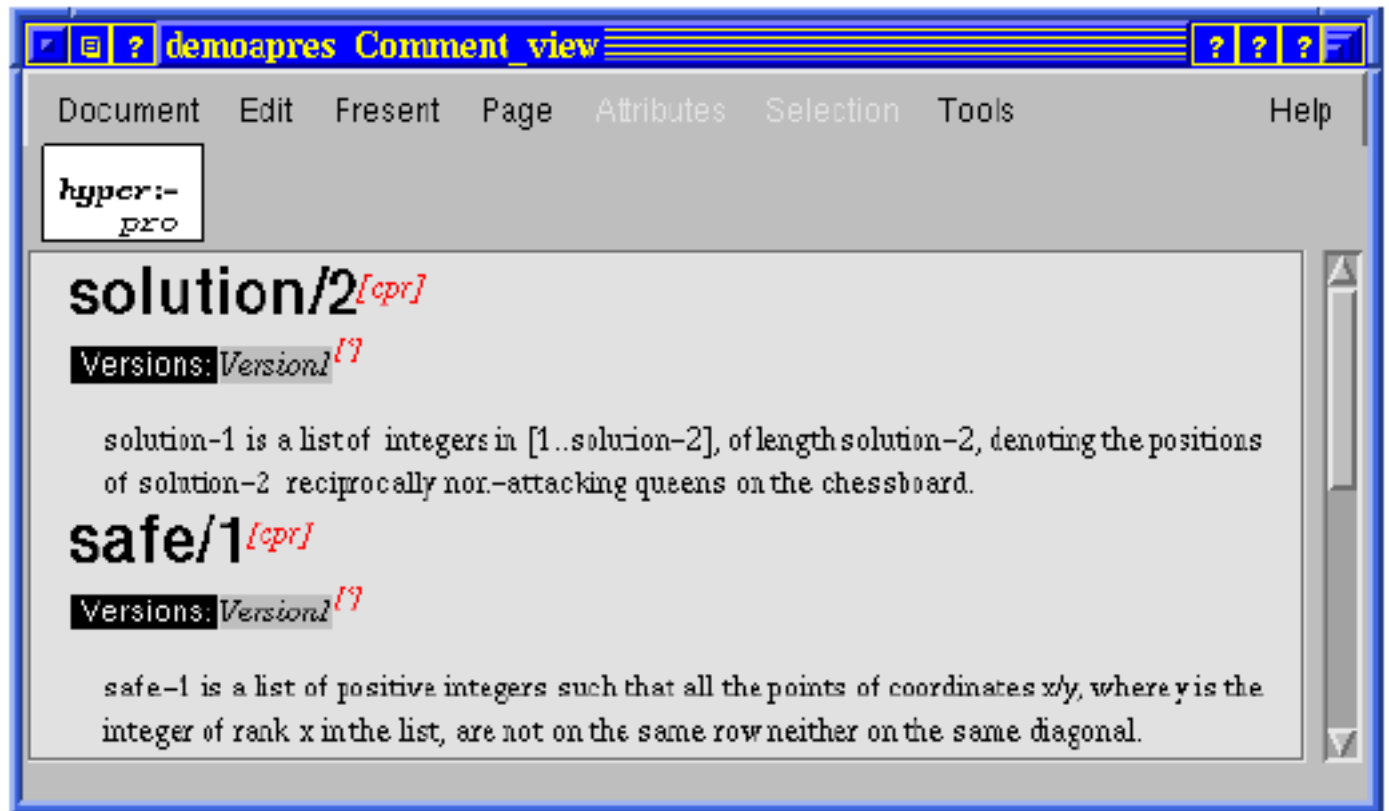 ? demoapres Comment_view ? ? ?
Document Edit Fresent Page Attributes Selection Tools Help
hyper:-
pro
solution/2[cpr]
Versions: Version1[*]
solution-1 is a list of integers in [1..solution-2], of length solution-2, denoting the positions
of solution-2 reciprocally non-attacking queens on the chessboard.
safe/1[cpr]
Versions: Version1[*]
safe-1 is a list of positive integers such that all the points of coordinates x/y, where y is the
integer of rank x in the list, are not on the same row neither on the same diagonal.